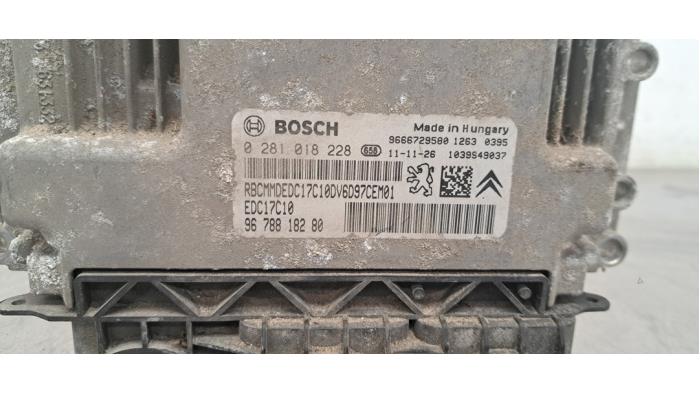 BOSCH
Made in Hungary
9666729580 1263 0395
0 281 018 228 658 11-11-26 1039S49037
RBCMMDEDC17C10DV6D97CEM01
EDC17C10
96 788 182 80